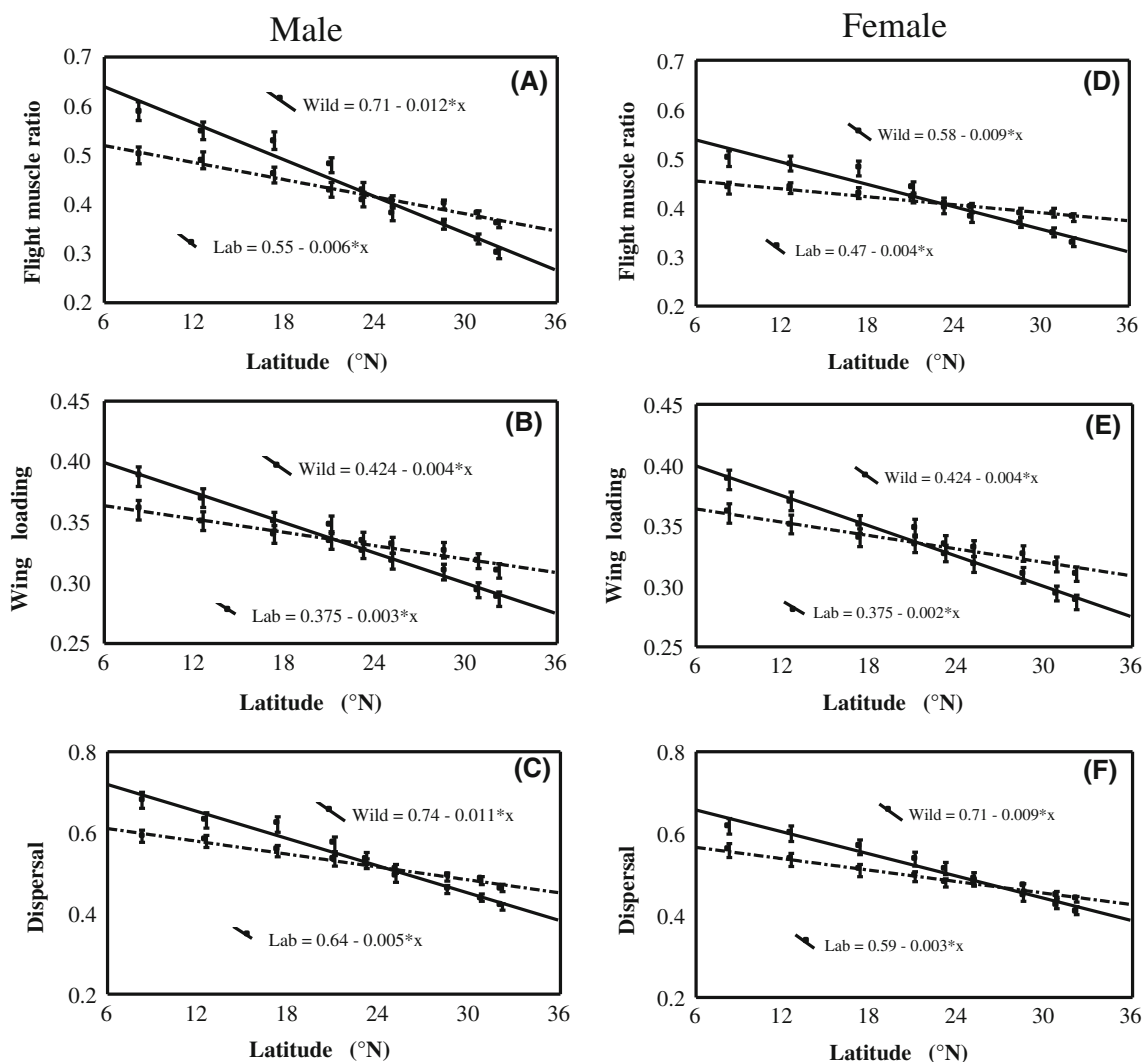 Male
Female
0.7
0.6
0.5
0.4
0.3
0.2
Flight muscle ratio
(A)
Wild = 0.71 - 0.012*x
Lab = 0.55 - 0.006*x
6 12 18 24 30 36
Latitude (°N)
0.7
0.6
0.5
0.4
0.3
0.2
Flight muscle ratio
(D)
Wild = 0.58 - 0.009*x
Lab = 0.47 - 0.004*x
6 12 18 24 30 36
Latitude (°N)
0.45
0.40
0.35
0.30
0.25
Wing loading
(B)
Wild = 0.424 - 0.004*x
Lab = 0.375 - 0.003*x
6 12 18 24 30 36
Latitude (°N)
0.45
0.40
0.35
0.30
0.25
Wing loading
(E)
Wild = 0.424 - 0.004*x
Lab = 0.375 - 0.002*x
6 12 18 24 30 36
Latitude (°N)
0.8
0.6
0.4
0.2
Dispersal
(C)
Wild = 0.74 - 0.011*x
Lab = 0.64 - 0.005*x
6 12 18 24 30 36
Latitude (°N)
0.8
0.6
0.4
0.2
Dispersal
(F)
Wild = 0.71 - 0.009*x
Lab = 0.59 - 0.003*x
6 12 18 24 30 36
Latitude (°N)